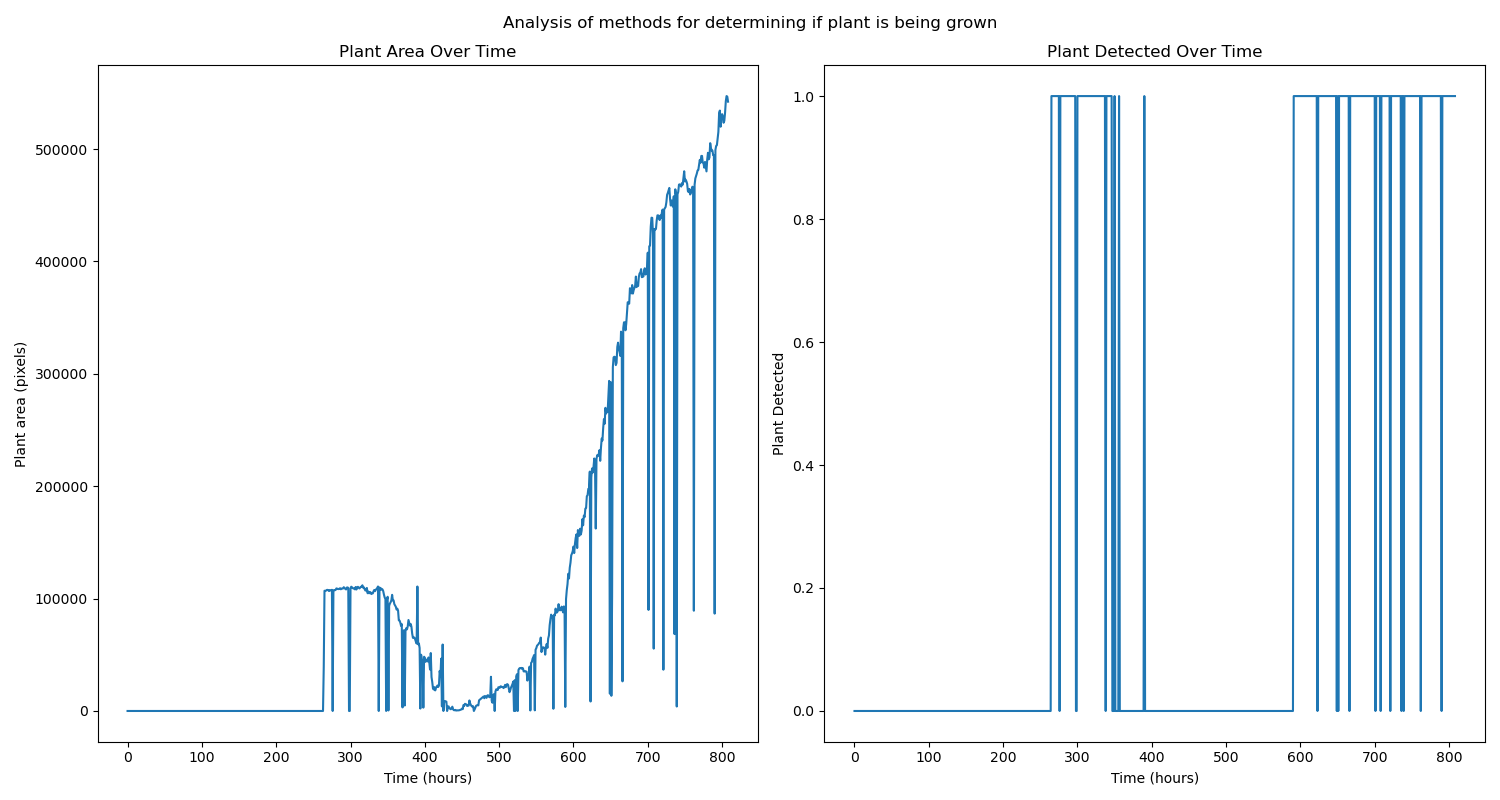 Analysis of methods for determining if plant is being grown
Plant Area Over Time
Plant area (pixels)
500000
400000
300000
200000
100000
0
0 100 200 300 400 500 600 700 800
Time (hours)
Plant Detected Over Time
Plant Detected
1.0
0.8
0.6
0.4
0.2
0.0
0 100 200 300 400 500 600 700 800
Time (hours)